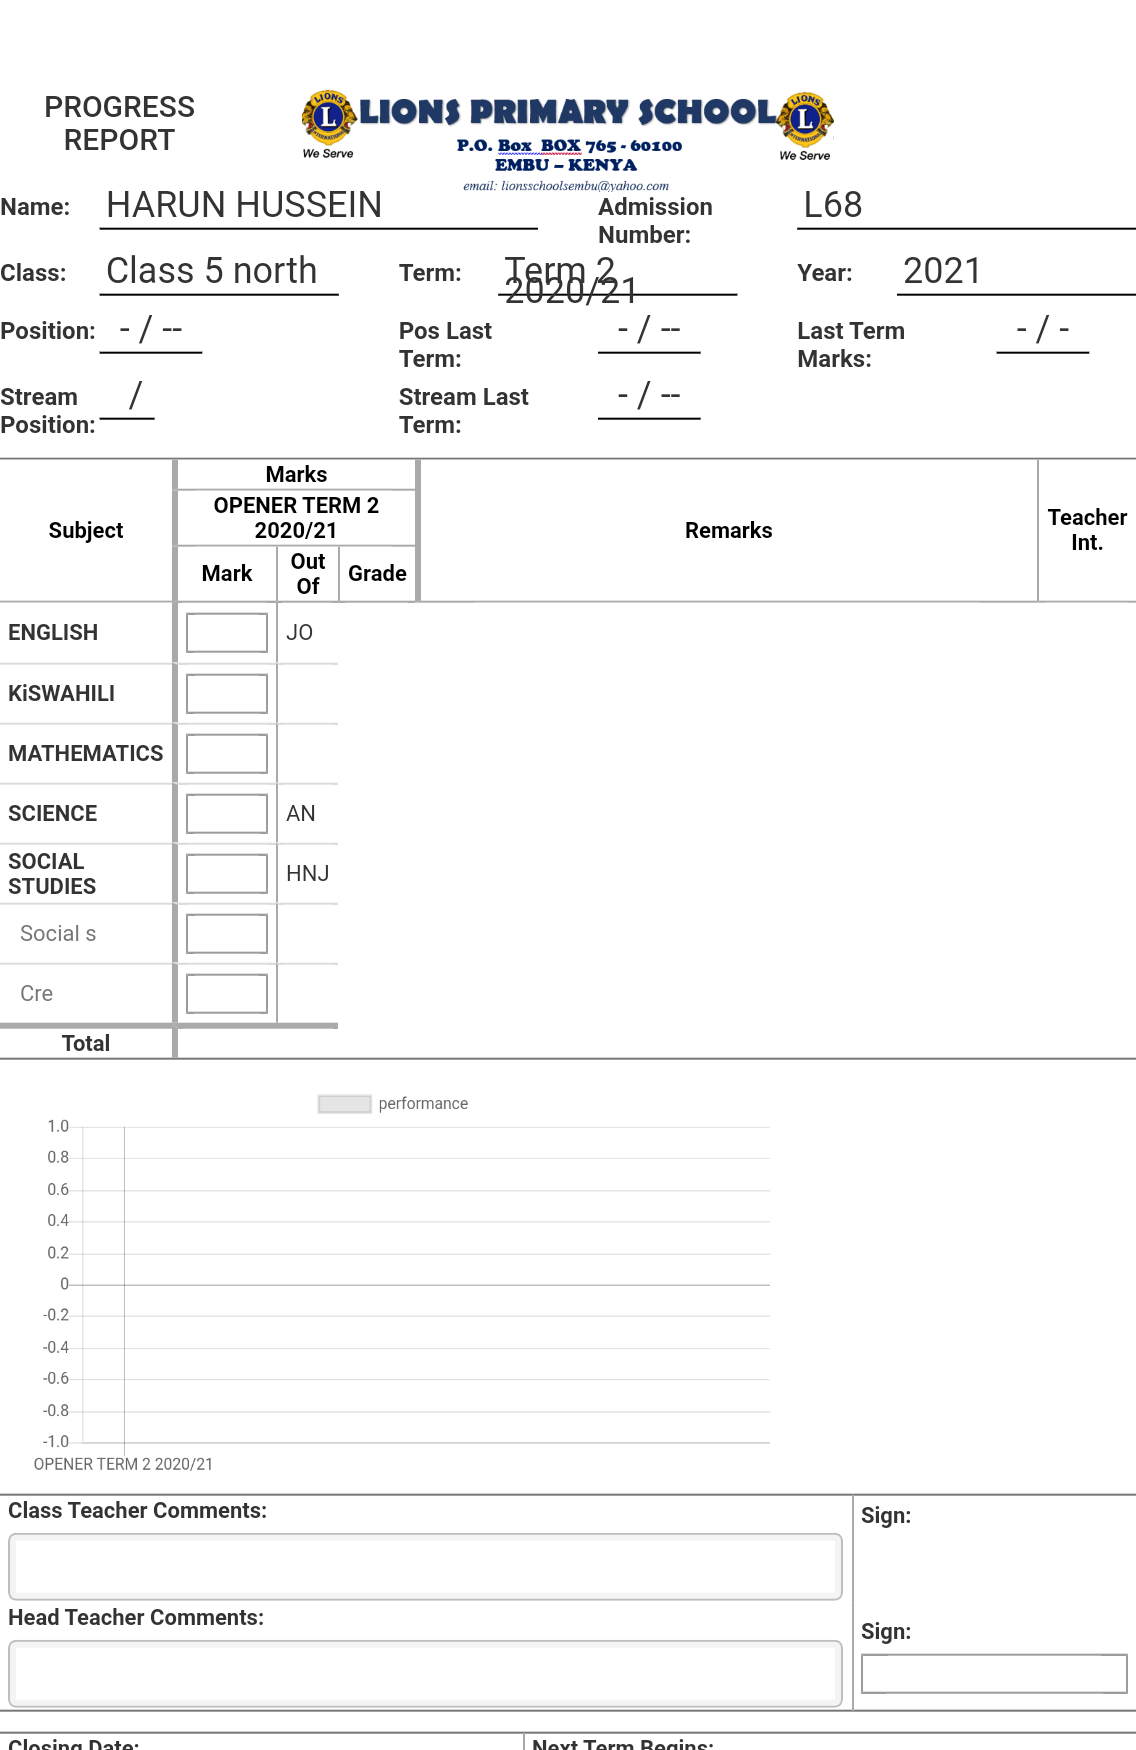 PROGRESS
REPORT
LIONS PRIMARY SCHOOL
P.O. Box BOX 765 - 60100
EMBU – KENYA
email: lionsschoolsembu@yahoo.com
LIONS
L
INTERNATIONAL
We Serve
LIONS
L
INTERNATIONAL
We Serve
Name: HARUN HUSSEIN Admission Number: L68
Class: Class 5 north Term: Term 2 2020/21 Year: 2021
Position: - / -- Pos Last Term: - / -- Last Term Marks: - / -
Stream Position: / Stream Last Term: - / --
Subject Marks Remarks Teacher Int.
OPENER TERM 2 2020/21
Mark Out Of Grade
ENGLISH JO
KiSWAHILI
MATHEMATICS
SCIENCE AN
SOCIAL STUDIES HNJ
Social s
Cre
Total
performance
1.0
0.8
0.6
0.4
0.2
0
-0.2
-0.4
-0.6
-0.8
-1.0
OPENER TERM 2 2020/21
Class Teacher Comments: Sign:
Head Teacher Comments: Sign:
Closing Date: Next Term Begins: